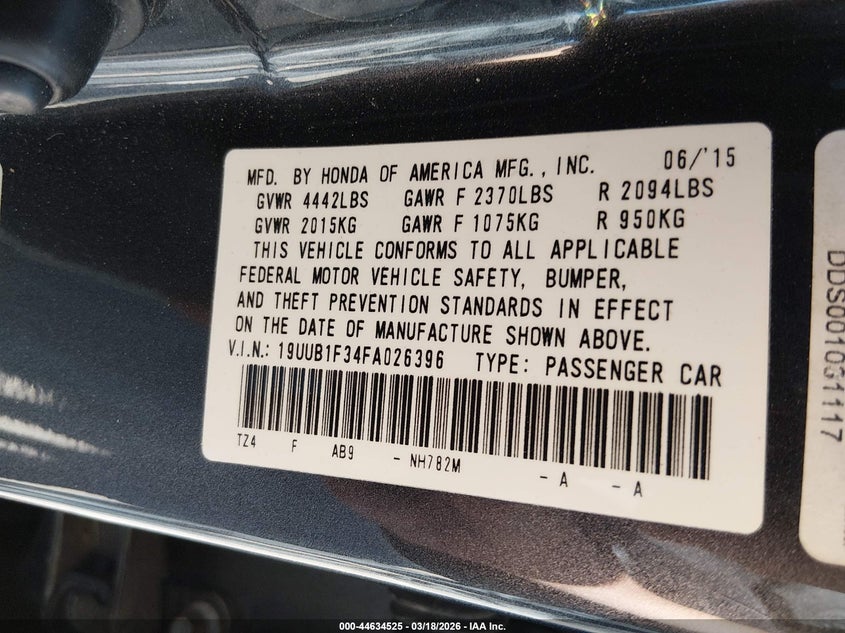 MFD. BY HONDA OF AMERICA MFG., INC. 06/'15
GVWR 4442LBS GAWR F 2370LBS R 2094LBS
GVWR 2015KG GAWR F 1075KG R 950KG
THIS VEHICLE CONFORMS TO ALL APPLICABLE
FEDERAL MOTOR VEHICLE SAFETY, BUMPER,
AND THEFT PREVENTION STANDARDS IN EFFECT
ON THE DATE OF MANUFACTURE SHOWN ABOVE.
V.I.N.: 19UUB1F34FA026396 TYPE: PASSENGER CAR
TZ4 F AB9 - NH782M - A - A
DDS001031117
000-44634525 - 03/18/2026 - IAA Inc.